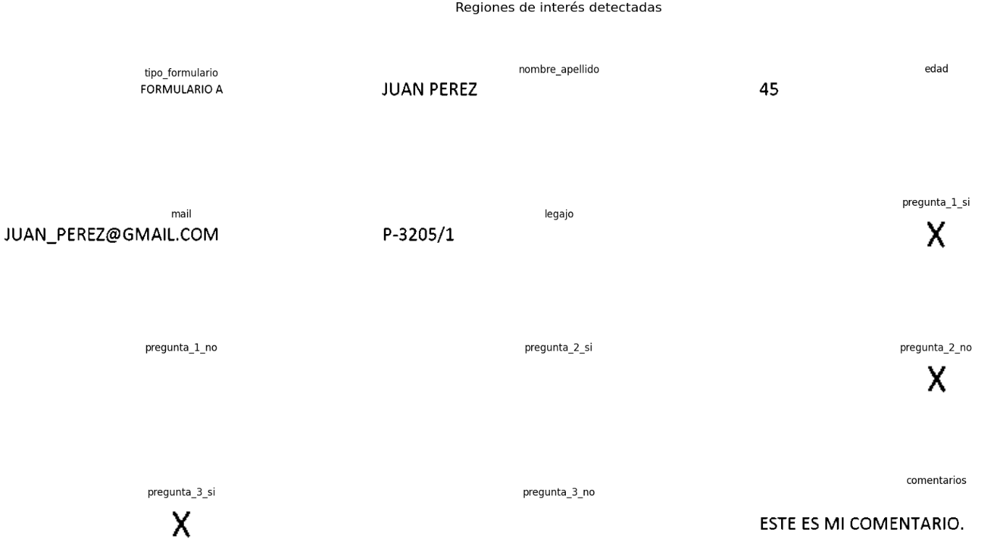 Regiones de interés detectadas
tipo_formulario
FORMULARIO A
nombre_apellido
JUAN PEREZ
edad
45
mail
JUAN_PEREZ@GMAIL.COM
legajo
P-3205/1
pregunta_1_si
X
pregunta_1_no
pregunta_2_si
pregunta_2_no
X
pregunta_3_si
X
pregunta_3_no
comentarios
ESTE ES MI COMENTARIO.